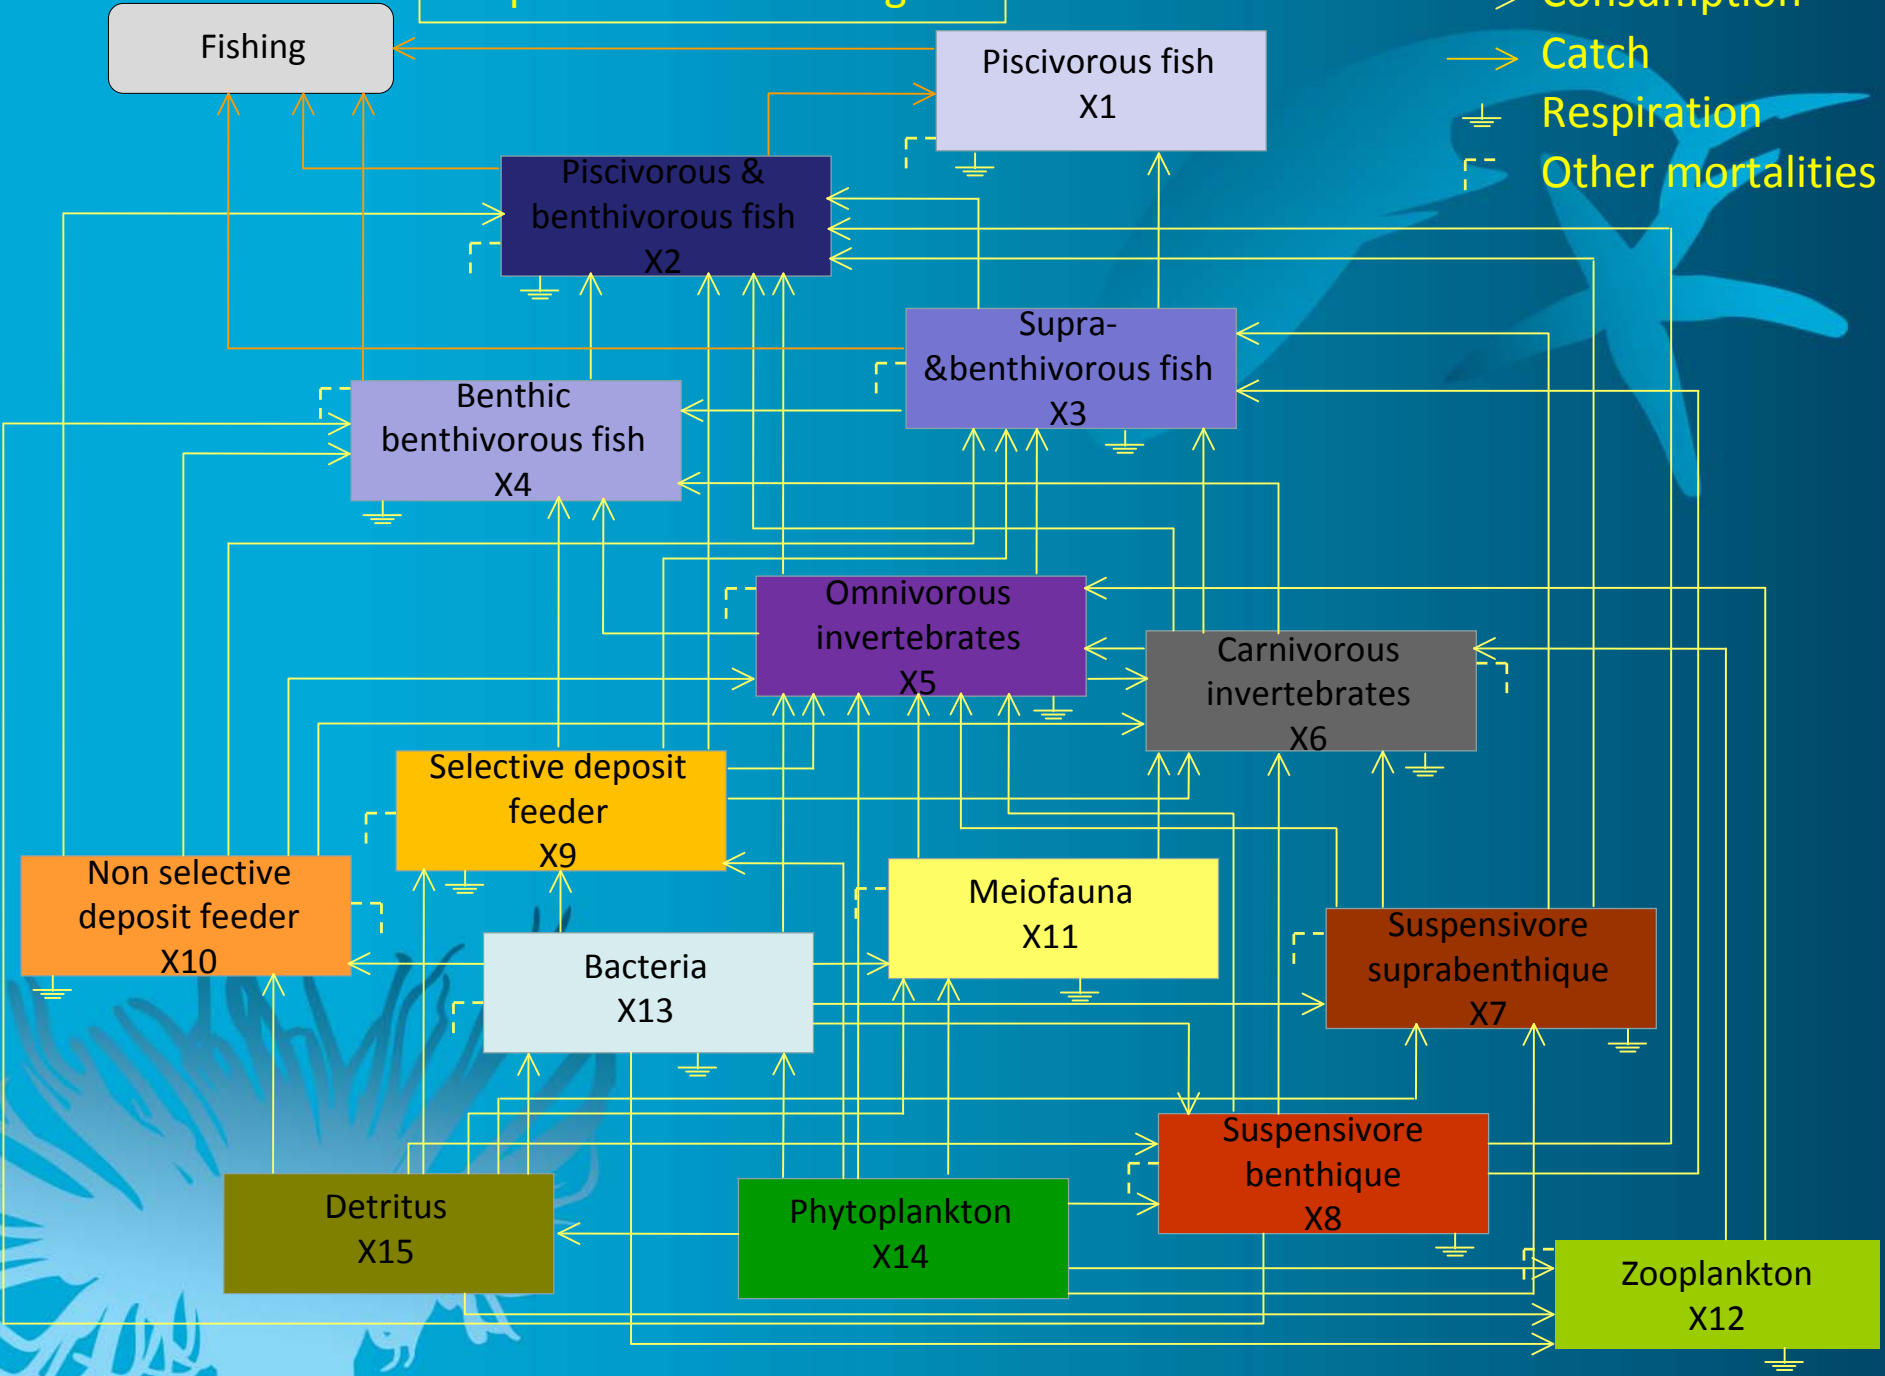 Consumption
Catch
Respiration
Other mortalities
Fishing
Piscivorous fish
X1
Piscivorous &
benthivorous fish
X2
Supra-
&benthivorous fish
X3
Benthic
benthivorous fish
X4
Omnivorous
invertebrates
X5
Carnivorous
invertebrates
X6
Selective deposit
feeder
X9
Non selective
deposit feeder
X10
Meiofauna
X11
Suspensivore
suprabenthique
X7
Bacteria
X13
Suspensivore
benthique
X8
Detritus
X15
Phytoplankton
X14
Zooplankton
X12